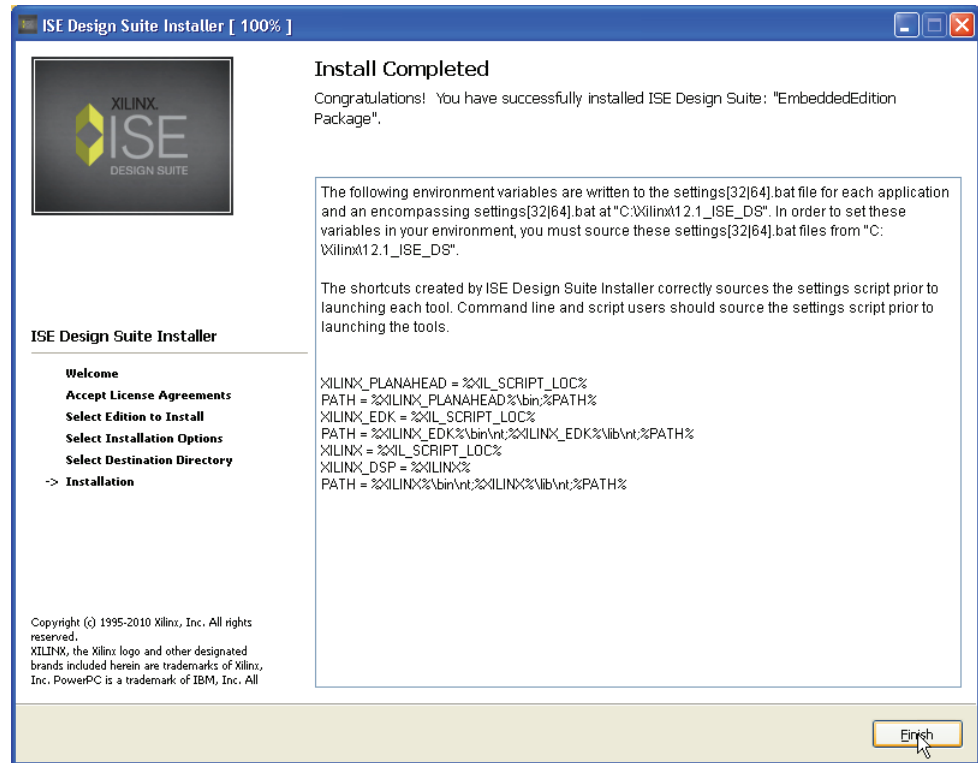 ISE Design Suite Installer [ 100% ]
XILINX.
ISE
DESIGN SUITE
ISE Design Suite Installer
Welcome
Accept License Agreements
Select Edition to Install
Select Installation Options
Select Destination Directory
-> Installation
Copyright (c) 1995-2010 Xilinx, Inc. All rights
reserved.
XILINX, the Xilinx logo and other designated
brands included herein are trademarks of Xilinx,
Inc. PowerPC is a trademark of IBM, Inc. All
Install Completed
Congratulations! You have successfully installed ISE Design Suite: "EmbeddedEdition
Package".
The following environment variables are written to the settings[32|64].bat file for each application
and an encompassing settings[32|64].bat at "C:\Xilinx\12.1_ISE_DS". In order to set these
variables in your environment, you must source these settings[32|64].bat files from "C:
\Xilinx\12.1_ISE_DS".
The shortcuts created by ISE Design Suite Installer correctly sources the settings script prior to
launching each tool. Command line and script users should source the settings script prior to
launching the tools.
XILINX_PLANAHEAD = %XIL_SCRIPT_LOC%
PATH = %XILINX_PLANAHEAD%\bin;%PATH%
XILINX_EDK = %XIL_SCRIPT_LOC%
PATH = %XILINX_EDK%\bin\nt;%XILINX_EDK%\lib\nt;%PATH%
XILINX = %XIL_SCRIPT_LOC%
XILINX_DSP = %XILINX%
PATH = %XILINX%\bin\nt;%XILINX%\lib\nt;%PATH%
Finish